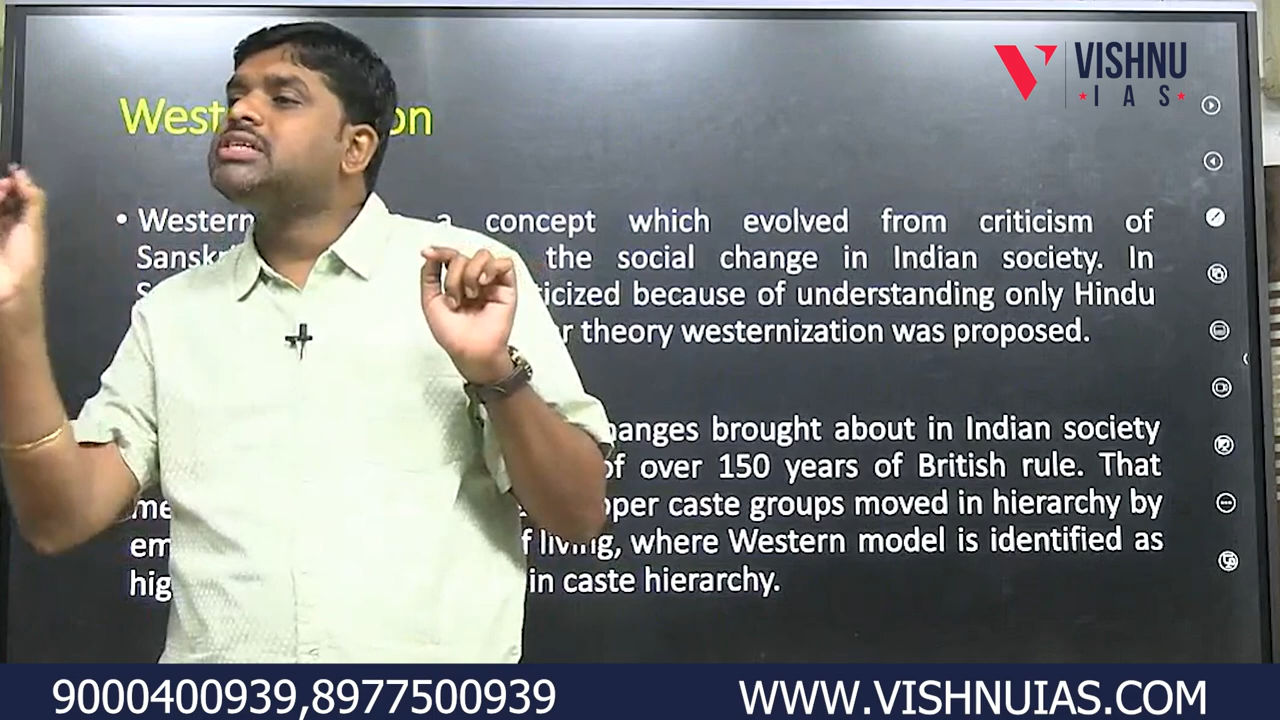 VISHNU
IAS
West on
• Western a concept which evolved from criticism of
Sansk the social change in Indian society. In
S ticized because of understanding only Hindu
r theory westernization was proposed.
hanges brought about in Indian society
of over 150 years of British rule. That
me pper caste groups moved in hierarchy by
em f living, where Western model is identified as
hig in caste hierarchy.
9000400939,8977500939
WWW.VISHNUIAS.COM